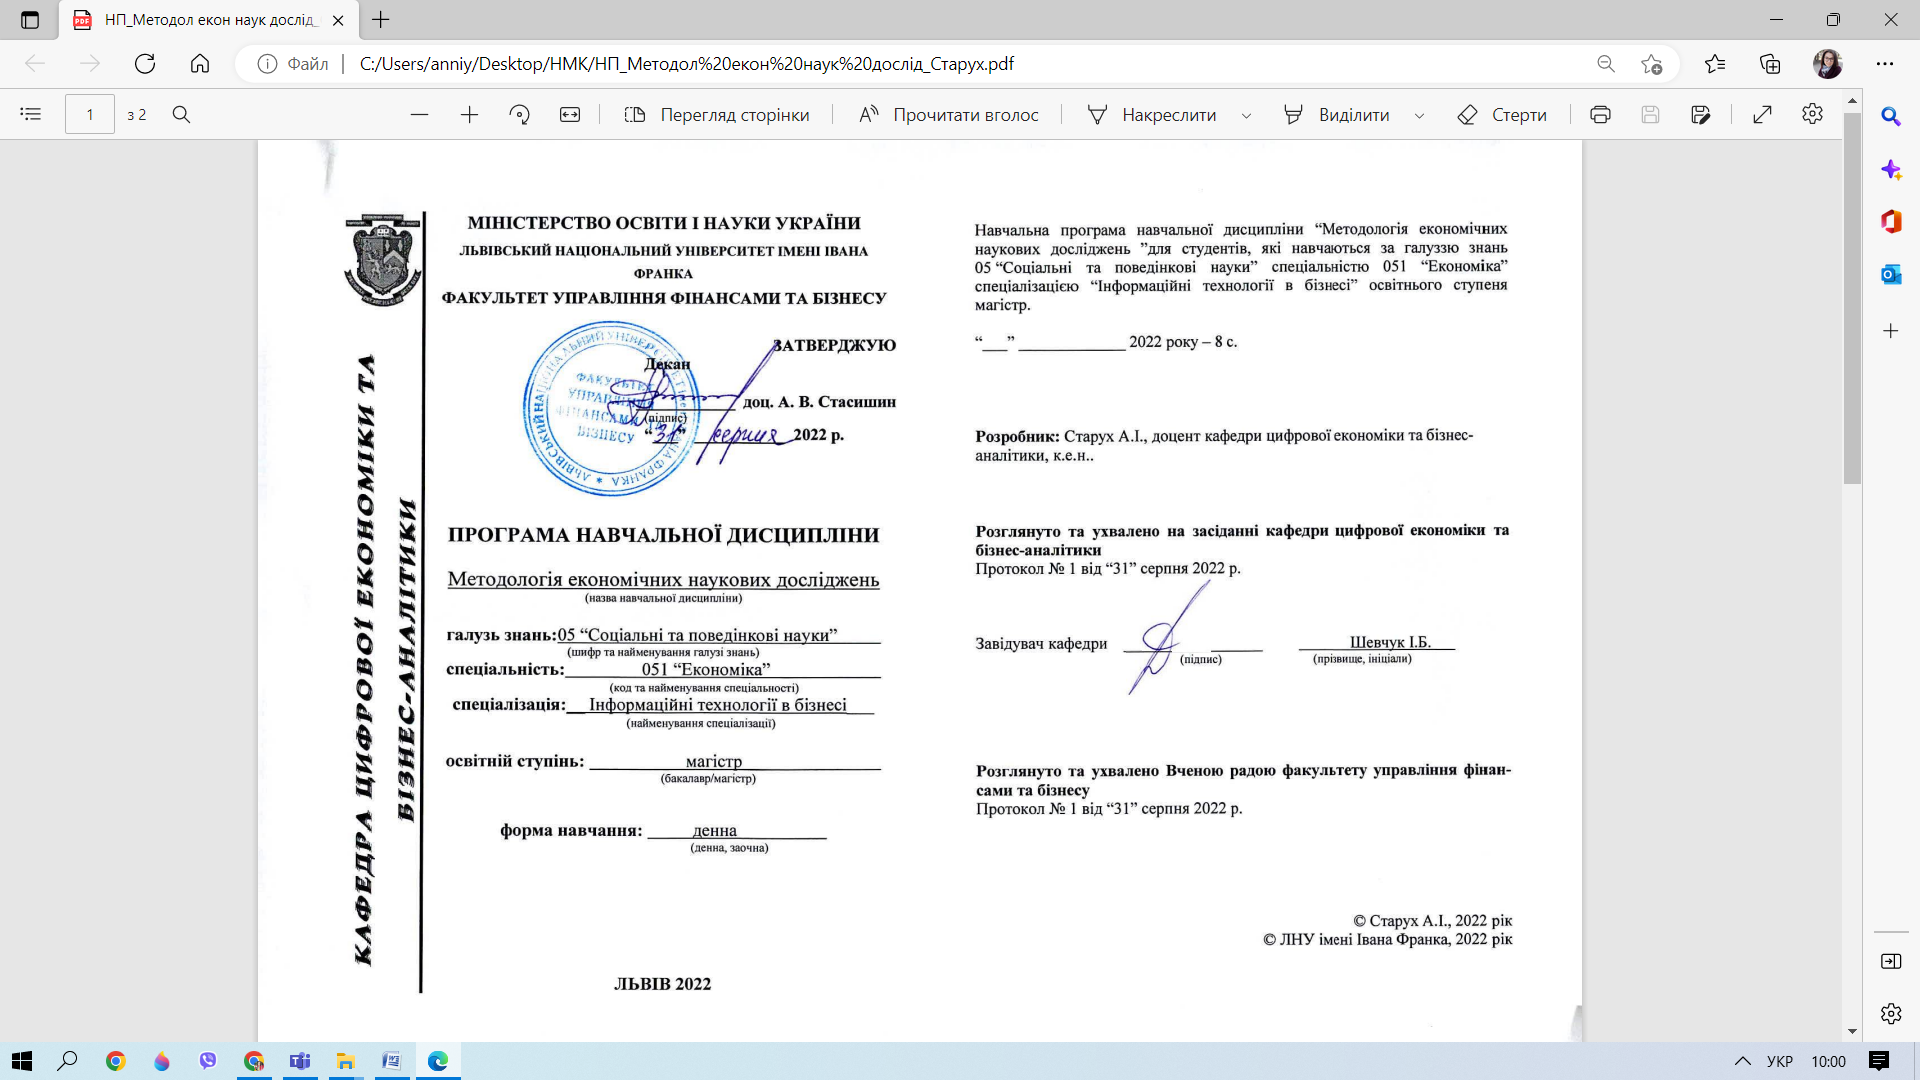 НП_Методол екон наук дослід_
Файл
C:/Users/anniy/Desktop/НМК/НП_Методол%20екон%20наук%20дослід_Старух.pdf
1
з 2
Перегляд сторінки
Прочитати вголос
Накреслити
Виділити
Стерти
КАФЕДРА ЦИФРОВОЇ ЕКОНОМІКИ ТА
БІЗНЕС-АНАЛІТИКИ
МІНІСТЕРСТВО ОСВІТИ І НАУКИ УКРАЇНИ
ЛЬВІВСЬКИЙ НАЦІОНАЛЬНИЙ УНІВЕРСИТЕТ ІМЕНІ ІВАНА
ФРАНКА
ФАКУЛЬТЕТ УПРАВЛІННЯ ФІНАНСАМИ ТА БІЗНЕСУ
ЗАТВЕРДЖУЮ
Декан
доц. А. В. Стасишин
(підпис)
“31” серпня 2022 р.
ФАКУЛЬТЕТ
УПРАВЛІННЯ
ФІНАНСАМИ ТА
БІЗНЕСУ
ПРОГРАМА НАВЧАЛЬНОЇ ДИСЦИПЛІНИ
Методологія економічних наукових досліджень
(назва навчальної дисципліни)
галузь знань:05 “Соціальні та поведінкові науки”
(шифр та найменування галузі знань)
спеціальність: 051 “Економіка”
(код та найменування спеціальності)
спеціалізація: Інформаційні технології в бізнесі
(найменування спеціалізації)
освітній ступінь: магістр
(бакалавр/магістр)
форма навчання: денна
(денна, заочна)
ЛЬВІВ 2022
Навчальна програма навчальної дисципліни “Методологія економічних
наукових досліджень ”для студентів, які навчаються за галуззю знань
05 “Соціальні та поведінкові науки” спеціальністю 051 “Економіка”
спеціалізацією “Інформаційні технології в бізнесі” освітнього ступеня
магістр.
“___” ______________ 2022 року – 8 с.
Розробник: Старух А.І., доцент кафедри цифрової економіки та бізнес-
аналітики, к.е.н..
Розглянуто та ухвалено на засіданні кафедри цифрової економіки та
бізнес-аналітики
Протокол № 1 від “31” серпня 2022 р.
Завідувач кафедри Шевчук І.Б.
(підпис) (прізвище, ініціали)
Розглянуто та ухвалено Вченою радою факультету управління фінан-
сами та бізнесу
Протокол № 1 від “31” серпня 2022 р.
© Старух А.І., 2022 рік
© ЛНУ імені Івана Франка, 2022 рік
УКР
10:00